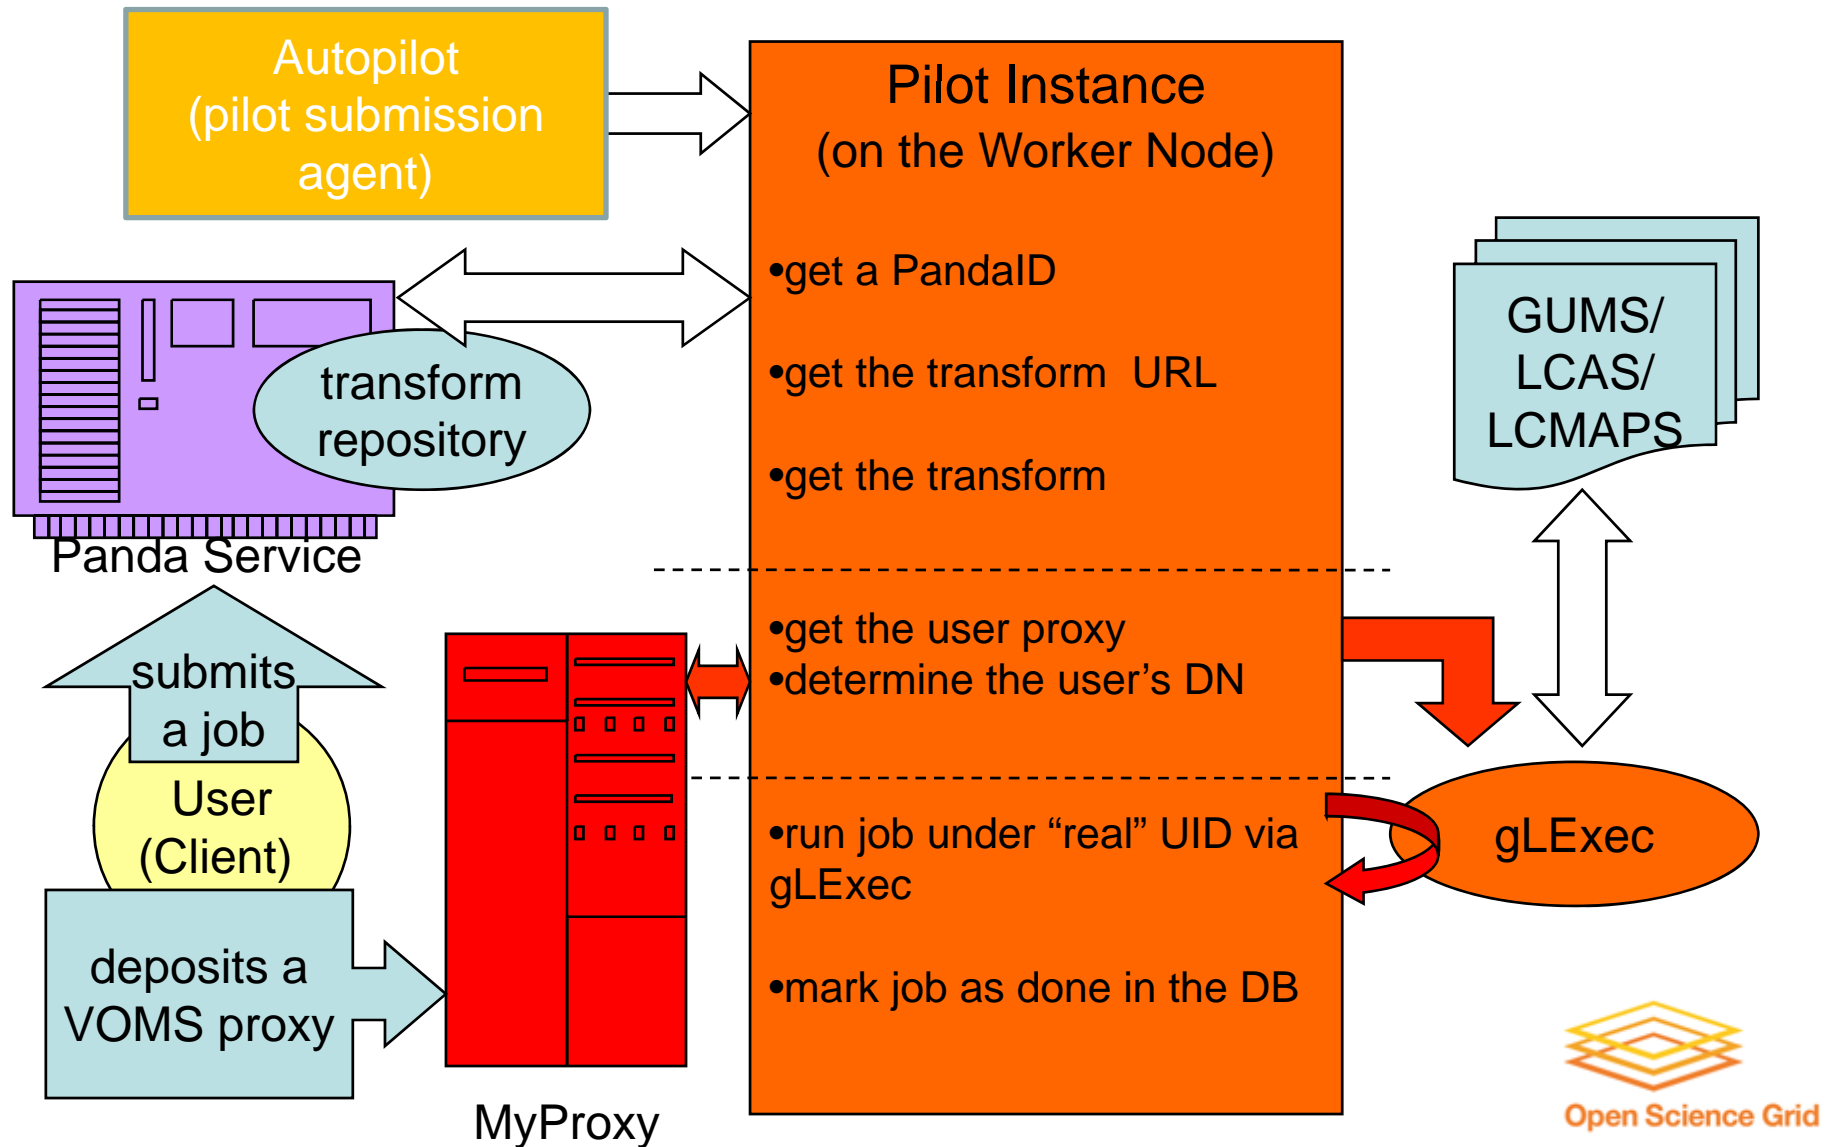 Autopilot
(pilot submission
agent)
Pilot Instance
(on the Worker Node)
•get a PandaID
•get the transform URL
•get the transform
•get the user proxy
•determine the user’s DN
•run job under “real” UID via
gLExec
•mark job as done in the DB
transform
repository
Panda Service
submits
a job
User
(Client)
deposits a
VOMS proxy
MyProxy
GUMS/
LCAS/
LCMAPS
gLExec
Open Science Grid